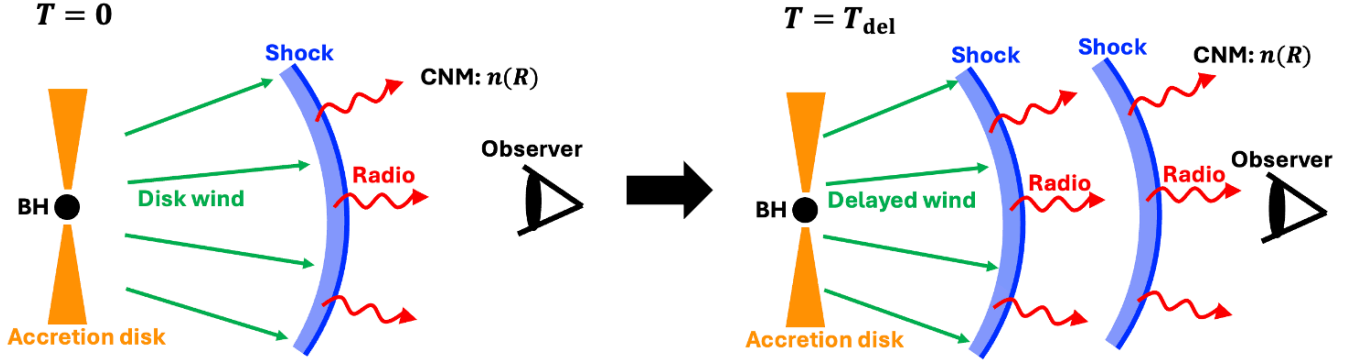 T = 0
Shock
CNM: n(R)
Observer
Radio
Disk wind
BH
Accretion disk
T = T_del
Shock
Shock
CNM: n(R)
Observer
Radio
Radio
Delayed wind
BH
Accretion disk